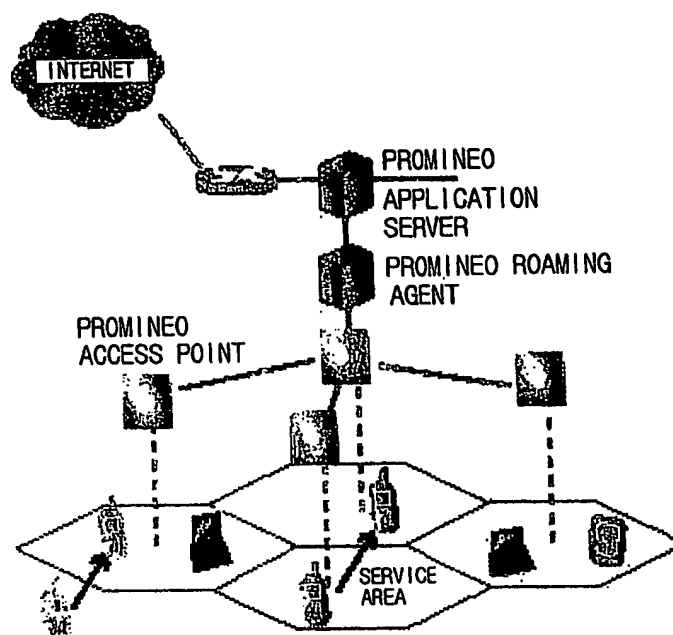 INTERNET
PROMINEO
APPLICATION
SERVER
PROMINEO ROAMING
AGENT
PROMINEO
ACCESS POINT
SERVICE
AREA